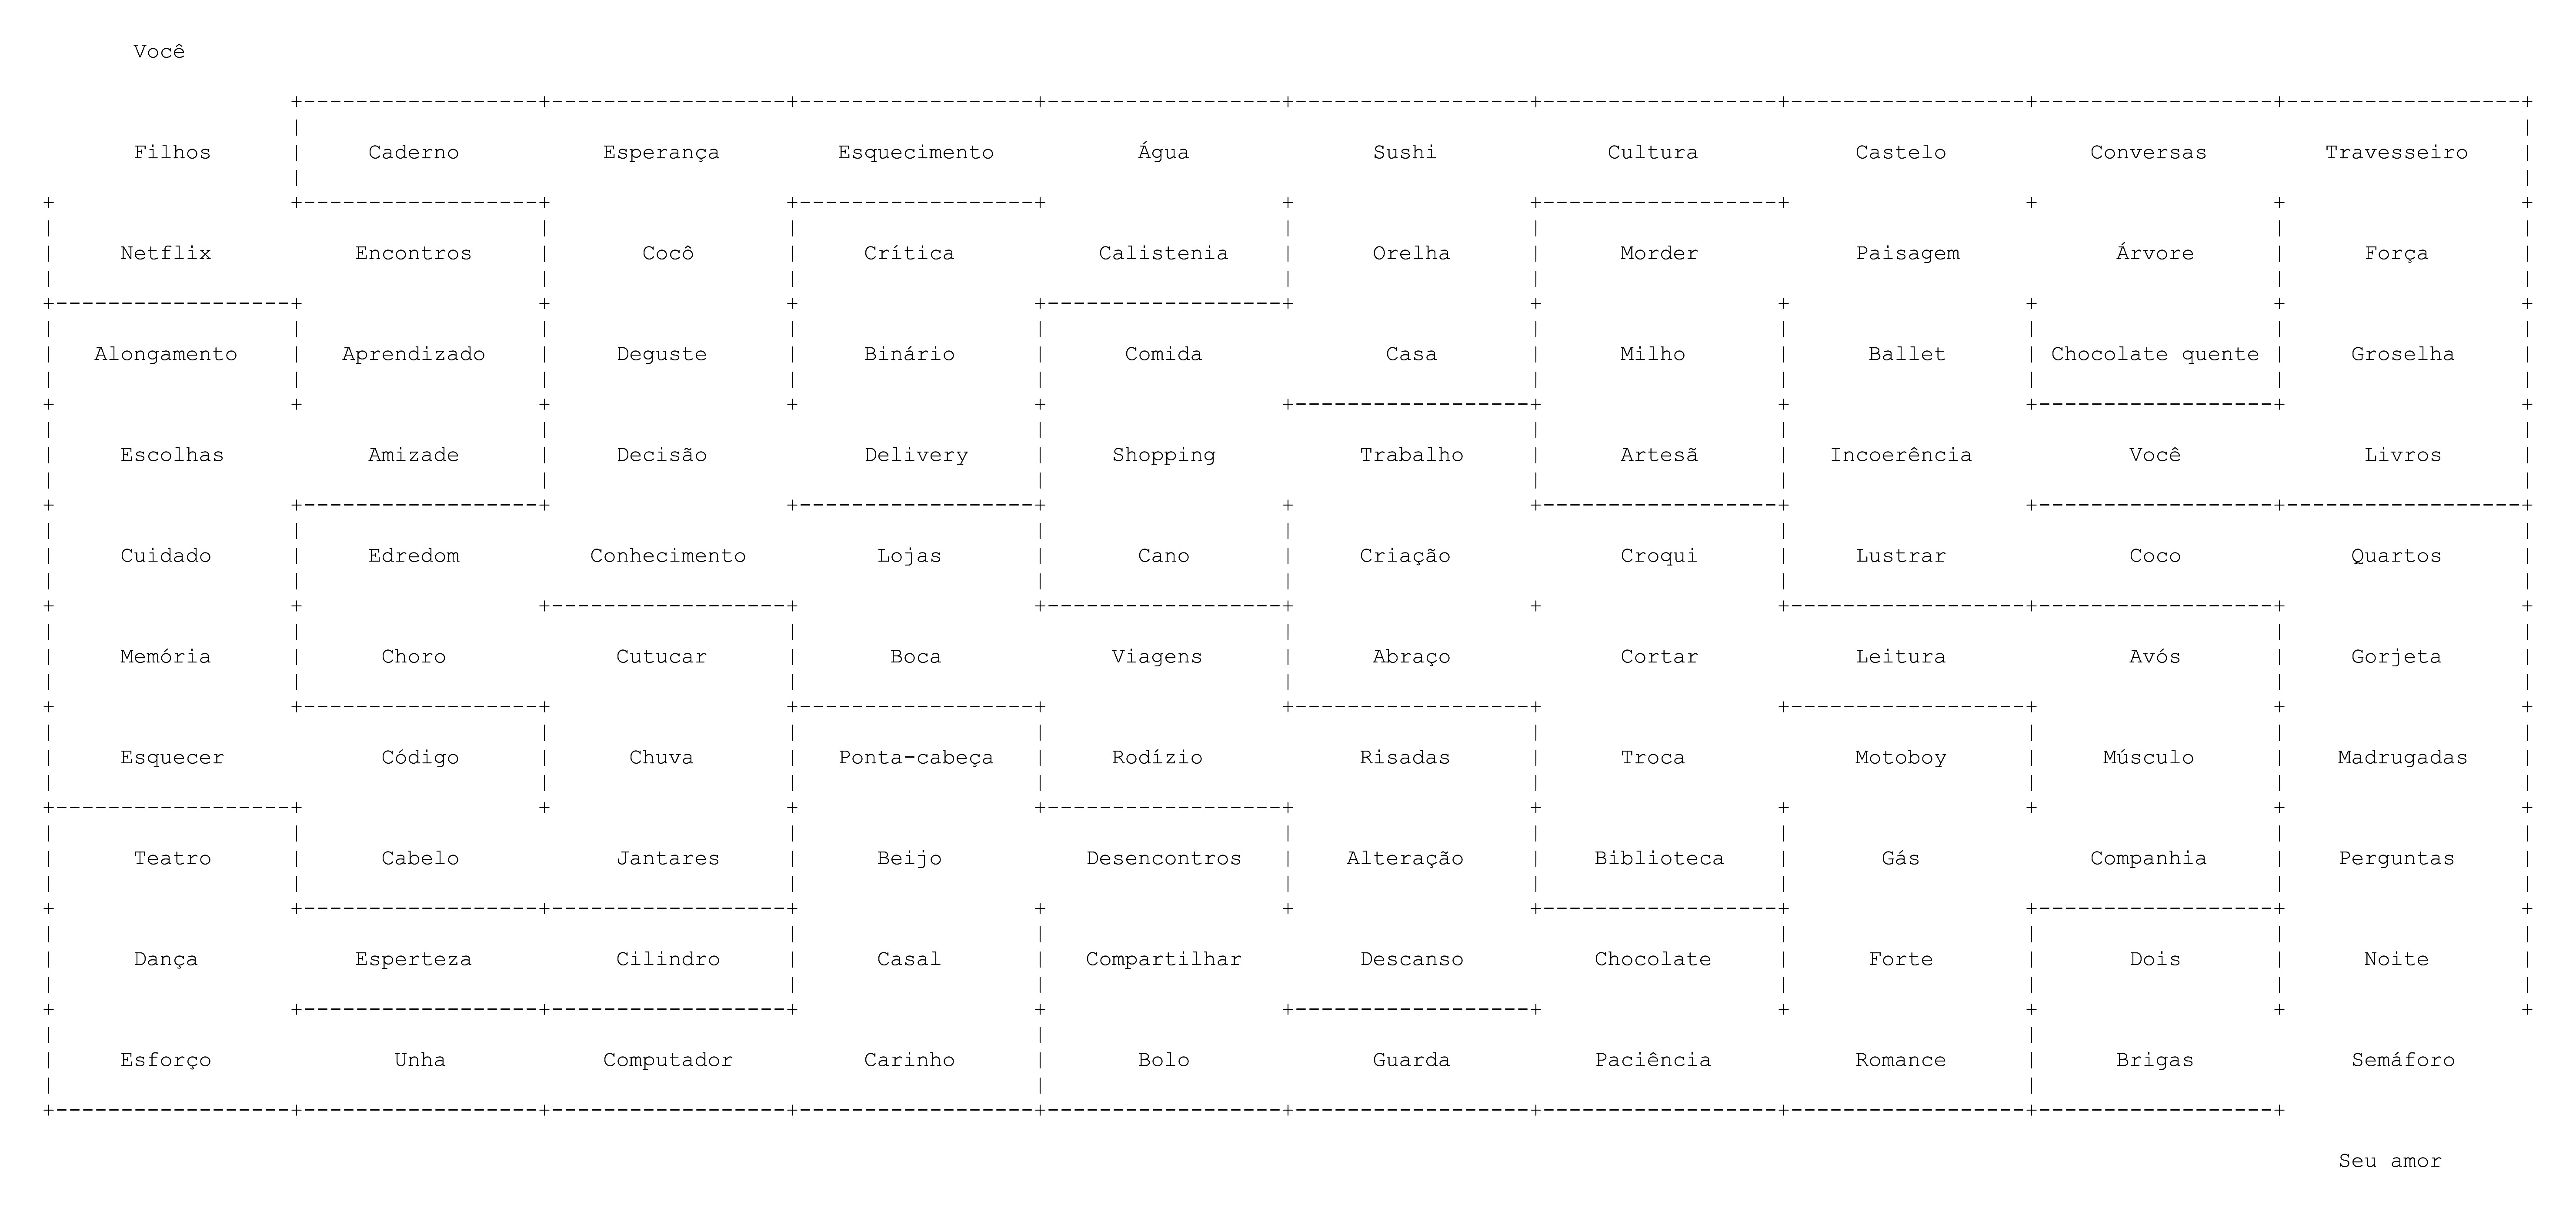 Você
Filhos Caderno Esperança Esquecimento Água Sushi Cultura Castelo Conversas Travesseiro
Netflix Encontros Cocô Crítica Calistenia Orelha Morder Paisagem Árvore Força
Alongamento Aprendizado Deguste Binário Comida Casa Milho Ballet Chocolate quente Groselha
Escolhas Amizade Decisão Delivery Shopping Trabalho Artesã Incoerência Você Livros
Cuidado Edredom Conhecimento Lojas Cano Criação Croqui Lustrar Coco Quartos
Memória Choro Cutucar Boca Viagens Abraço Cortar Leitura Avós Gorjeta
Esquecer Código Chuva Ponta-cabeça Rodízio Risadas Troca Motoboy Músculo Madrugadas
Teatro Cabelo Jantares Beijo Desencontros Alteração Biblioteca Gás Companhia Perguntas
Dança Esperteza Cilindro Casal Compartilhar Descanso Chocolate Forte Dois Noite
Esforço Unha Computador Carinho Bolo Guarda Paciência Romance Brigas Semáforo
Seu amor